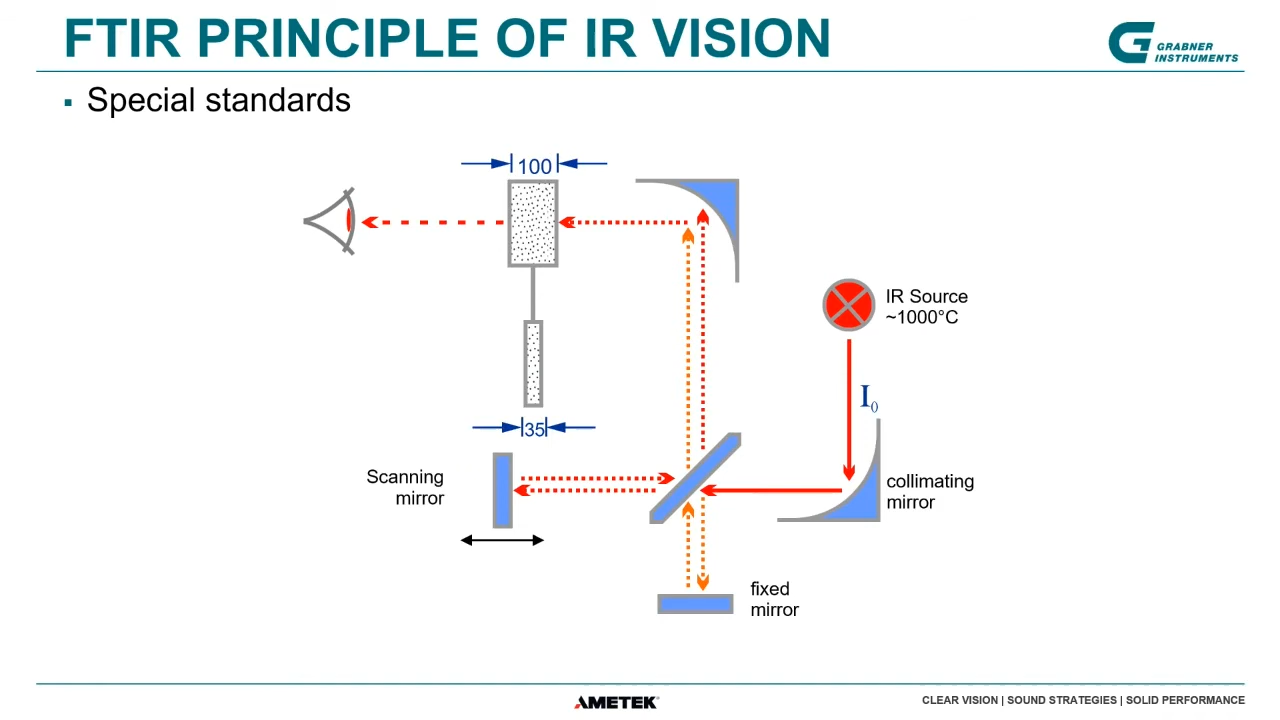 FTIR PRINCIPLE OF IR VISION
GRABNER
INSTRUMENTS
▪ Special standards
100
IR Source
~1000°C
I₀
35
Scanning
mirror
collimating
mirror
fixed
mirror
AMETEK®
CLEAR VISION | SOUND STRATEGIES | SOLID PERFORMANCE